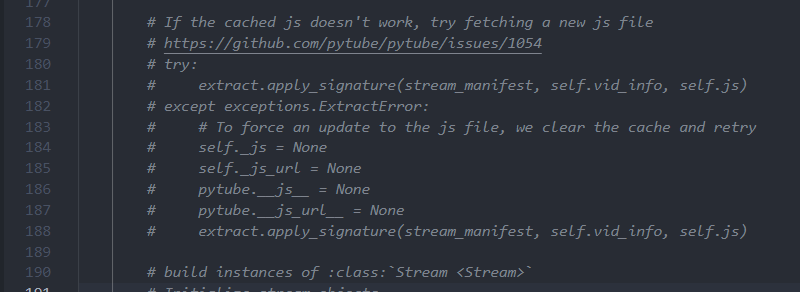 177
178 # If the cached js doesn't work, try fetching a new js file
179 # https://github.com/pytube/pytube/issues/1054
180 # try:
181 #     extract.apply_signature(stream_manifest, self.vid_info, self.js)
182 # except exceptions.ExtractError:
183 #     # To force an update to the js file, we clear the cache and retry
184 #     self._js = None
185 #     self._js_url = None
186 #     pytube.__js__ = None
187 #     pytube.__js_url__ = None
188 #     extract.apply_signature(stream_manifest, self.vid_info, self.js)
189
190 # build instances of :class:`Stream <Stream>`
191 # Initialize stream objects